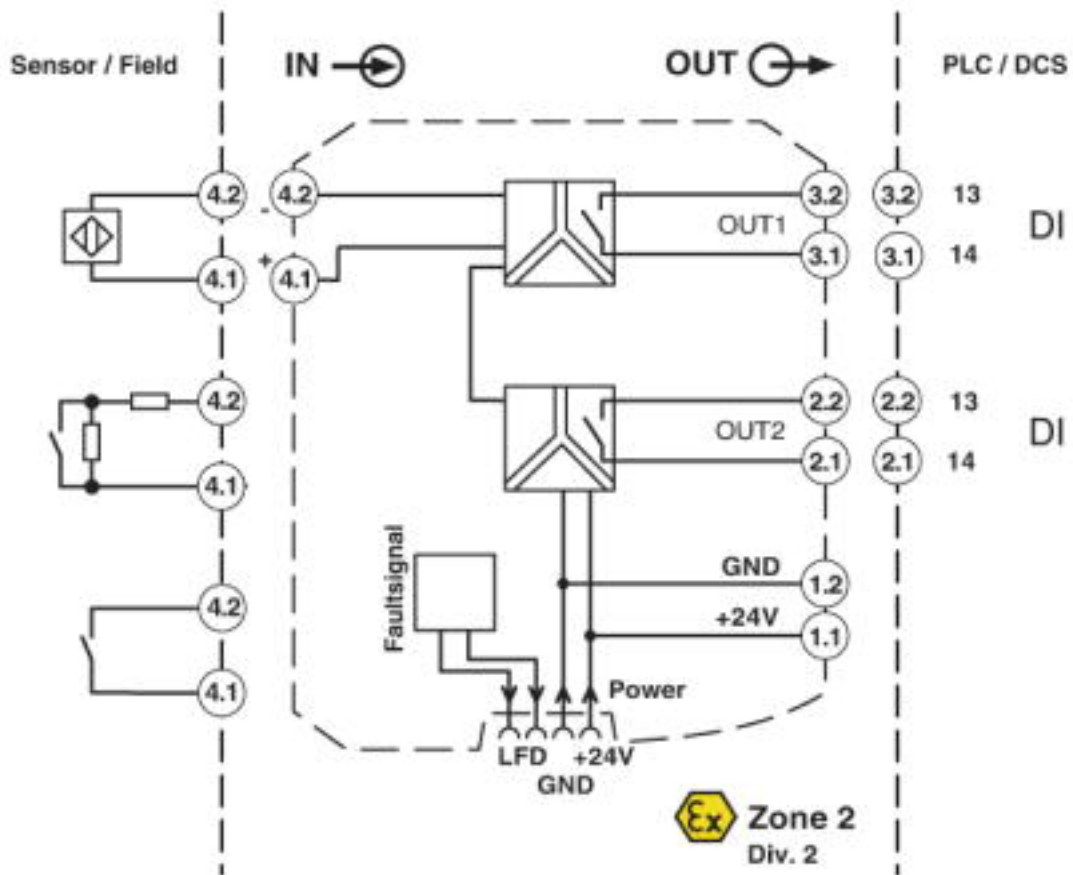 Sensor / Field
IN
OUT
PLC / DCS
4.2
4.2
3.2
3.2
13
-
OUT1
DI
+
4.1
4.1
3.1
3.1
14
4.2
2.2
2.2
13
OUT2
DI
4.1
2.1
2.1
14
Faultsignal
GND
1.2
4.2
+24V
1.1
4.1
Power
LFD
+24V
GND
Ex
Zone 2
Div. 2